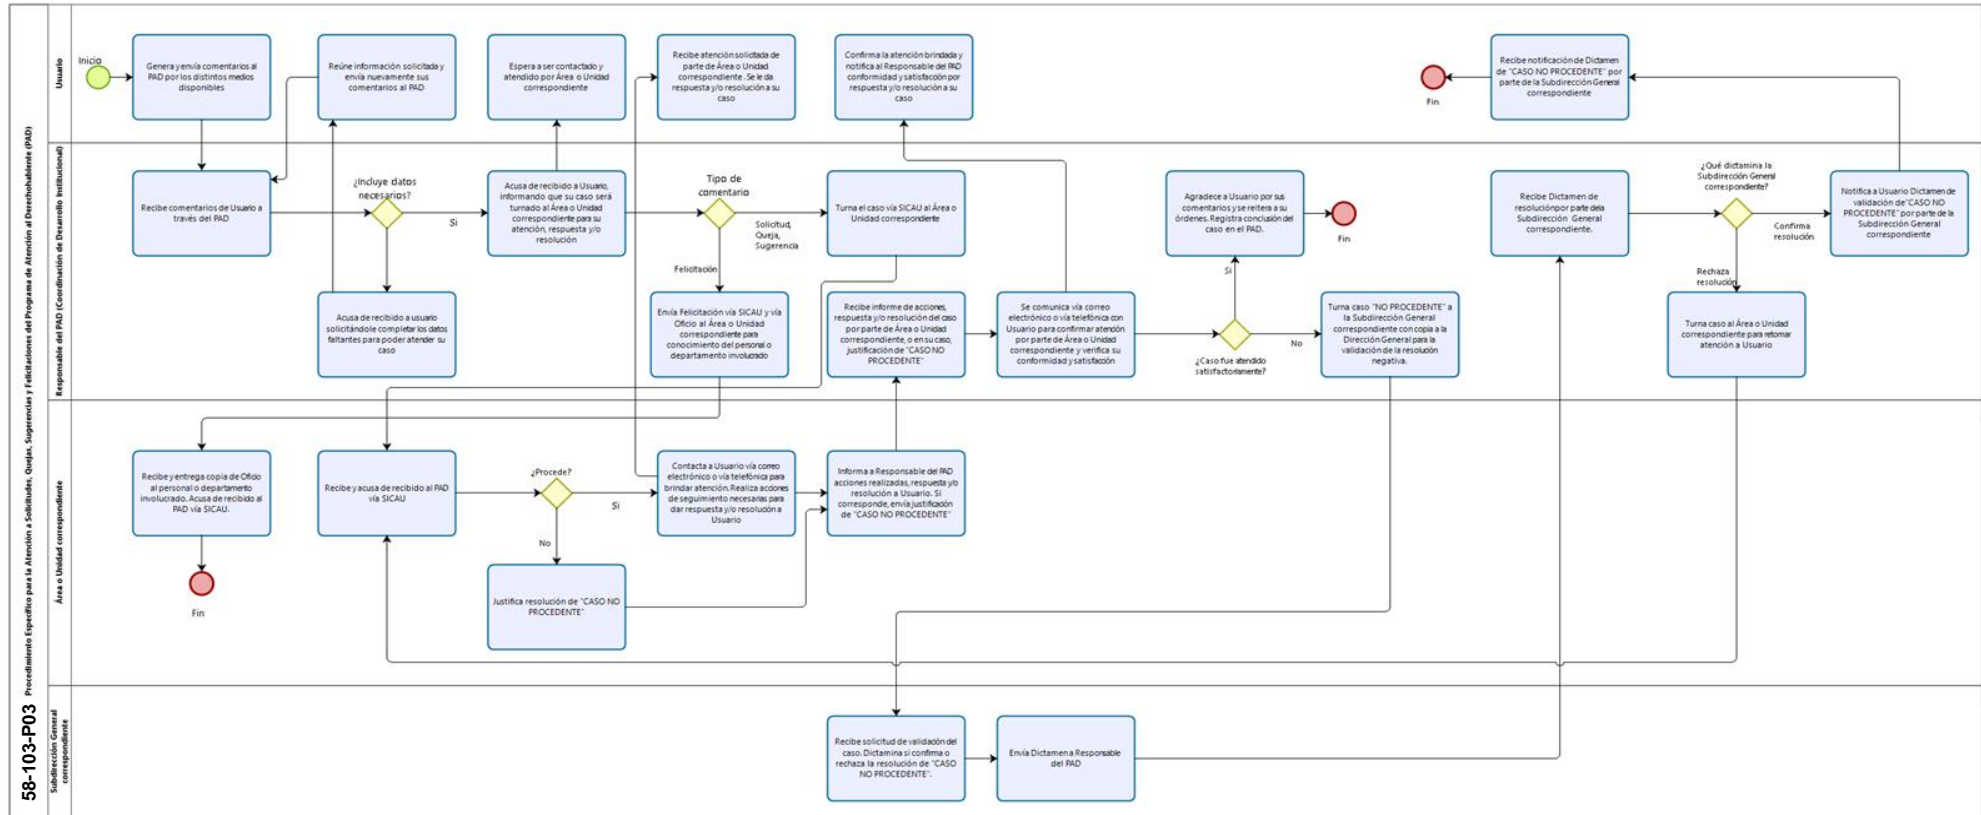 58-103-P03
Procedimiento Específico para la Atención a Solicitudes, Quejas, Sugerencias y Felicitaciones del Programa de Atención al Derechohabiente (PAD)
Usuario
Inicio
Genera y envía comentarios al
PAD por los distintos medios
disponibles
Reúne información solicitada y
envía nuevamente sus
comentarios al PAD
Espera a ser contactado y
atendido por Área o Unidad
correspondiente
Recibe atención solicitada de
parte de Área o Unidad
correspondiente. Se le da
respuesta y/o resolución a su
caso
Confirma la atención brindada y
notifica al Responsable del PAD
conformidad y satisfacción por
respuesta y/o resolución a su
caso
Fin
Recibe notificación de Dictamen
de "CASO NO PROCEDENTE" por
parte de la Subdirección General
correspondiente
Responsable del PAD (Coordinación de Desarrollo Institucional)
Recibe comentarios de Usuario a
través del PAD
¿Incluye datos
necesarios?
Si
Acusa de recibido a Usuario,
informando que su caso será
turnado al Área o Unidad
correspondiente para su
atención, respuesta y/o
resolución
Tipo de
comentario
Solicitud,
Queja,
Sugerencia
Felicitación
Turna el caso vía SICAU al Área o
Unidad correspondiente
Agradece a Usuario por sus
comentarios y se reitera a su
órdenes. Registra conclusión del
caso en el PAD.
Fin
Recibe Dictamen de
resoluciónpor parte dela
Subdirección General
correspondiente.
¿Qué dictamina la
Subdirección General
correspondiente?
Confirma
resolución
Rechaza
resolución
Notifica a Usuario Dictamen de
validación de"CASO NO
PROCEDENTE" por parte de la
Subdirección General
correspondiente
Acusa de recibido a usuario
solicitándole completar los datos
faltantes para poder atender su
caso
Envía Felicitación vía SICAU y vía
Oficio al Área o Unidad
correspondiente para
conocimiento del personal o
departamento involucrado
Recibe informe de acciones,
respuesta y/o resolución del caso
por parte de Área o Unidad
correspondiente, o en su caso,
justificación de "CASO NO
PROCEDENTE"
Se comunica vía correo
electrónico o vía telefónica con
Usuario para confirmar atención
por parte de Área o Unidad
correspondiente y verifica su
conformidad y satisfacción
Si
No
¿Caso fue atendido
satisfactoriamente?
Turna caso "NO PROCEDENTE" a
la Subdirección General
correspondiente con copia a la
Dirección General para la
validación de la resolución
negativa.
Turna caso al Área o Unidad
correspondiente para retomar
atención a Usuario
Área o Unidad correspondiente
Recibe y entrega copia de Oficio
al personal o departamento
involucrado. Acusa de recibido al
PAD vía SICAU.
Fin
Recibe y acusa de recibido al PAD
vía SICAU
¿Procede?
Si
No
Contacta a Usuario vía correo
electrónico o vía telefónica para
brindar atención. Realiza acciones
de seguimiento necesarias para
dar respuesta y/o resolución a
Usuario
Informa a Responsable del PAD
acciones realizadas, respuesta y/o
resolución a Usuario. Si
corresponde, envía justificación
de "CASO NO PROCEDENTE"
Justifica resolución de "CASO NO
PROCEDENTE"
Subdirección General
correspondiente
Recibe solicitud de validación del
caso. Dictamina si confirma o
rechaza la resolución de "CASO
NO PROCEDENTE".
Envía Dictamen a Responsable
del PAD